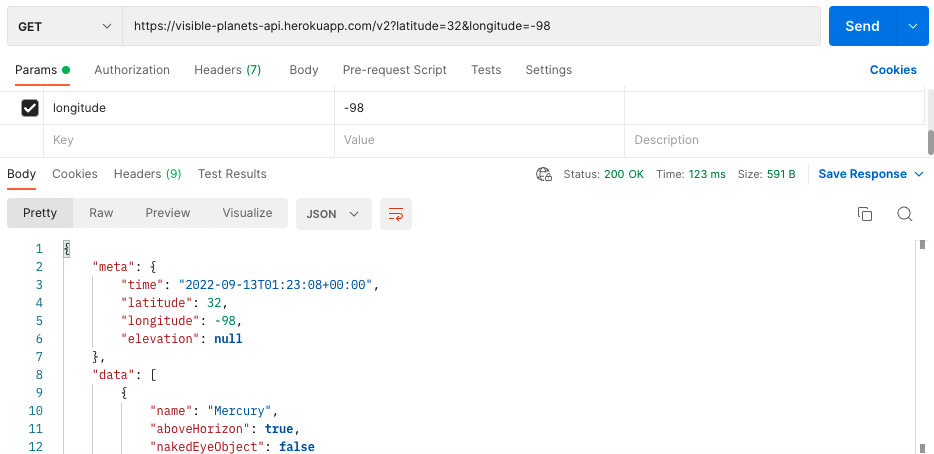 GET https://visible-planets-api.herokuapp.com/v2?latitude=32&longitude=-98 Send
Params Authorization Headers (7) Body Pre-request Script Tests Settings Cookies
longitude -98
Key Value Description
Body Cookies Headers (9) Test Results Status: 200 OK Time: 123 ms Size: 591 B Save Response
Pretty Raw Preview Visualize JSON
1 {
2 "meta": {
3 "time": "2022-09-13T01:23:08+00:00",
4 "latitude": 32,
5 "longitude": -98,
6 "elevation": null
7 },
8 "data": [
9 {
10 "name": "Mercury",
11 "aboveHorizon": true,
12 "nakedEyeObject": false